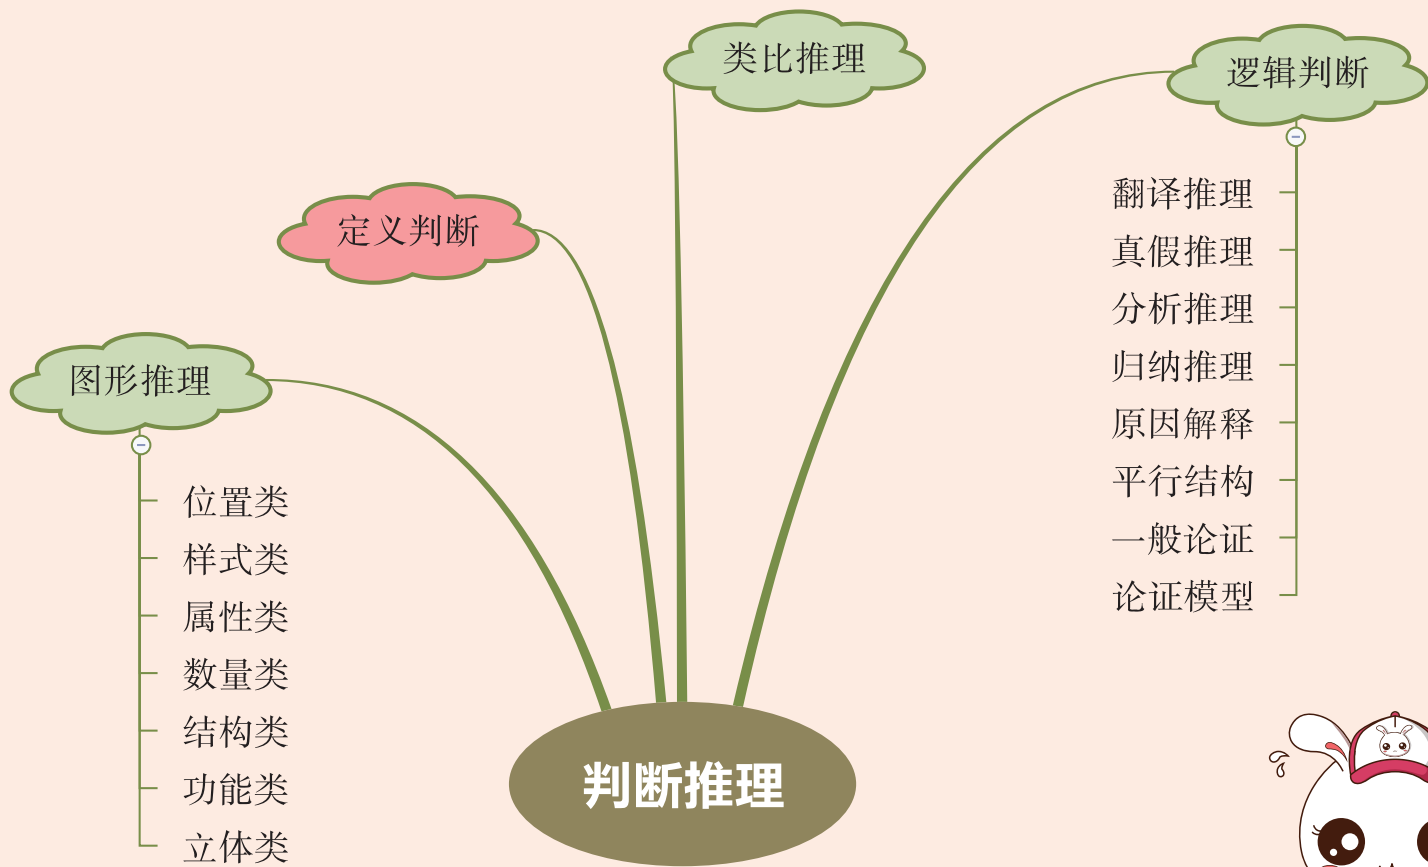 类比推理
逻辑判断
定义判断
图形推理
翻译推理
真假推理
分析推理
归纳推理
原因解释
平行结构
一般论证
论证模型
位置类
样式类
属性类
数量类
结构类
功能类
立体类
判断推理